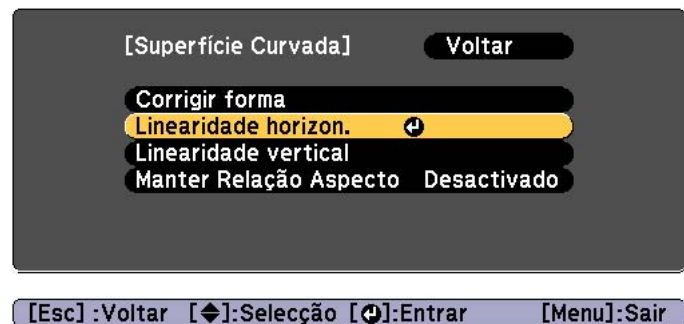 [Superfície Curvada] Voltar
Corrigir forma
Linearidade horizon.
Linearidade vertical
Manter Relação Aspecto Desactivado
[Esc] :Voltar [◆]:Selecção [↵]:Entrar [Menu]:Sair